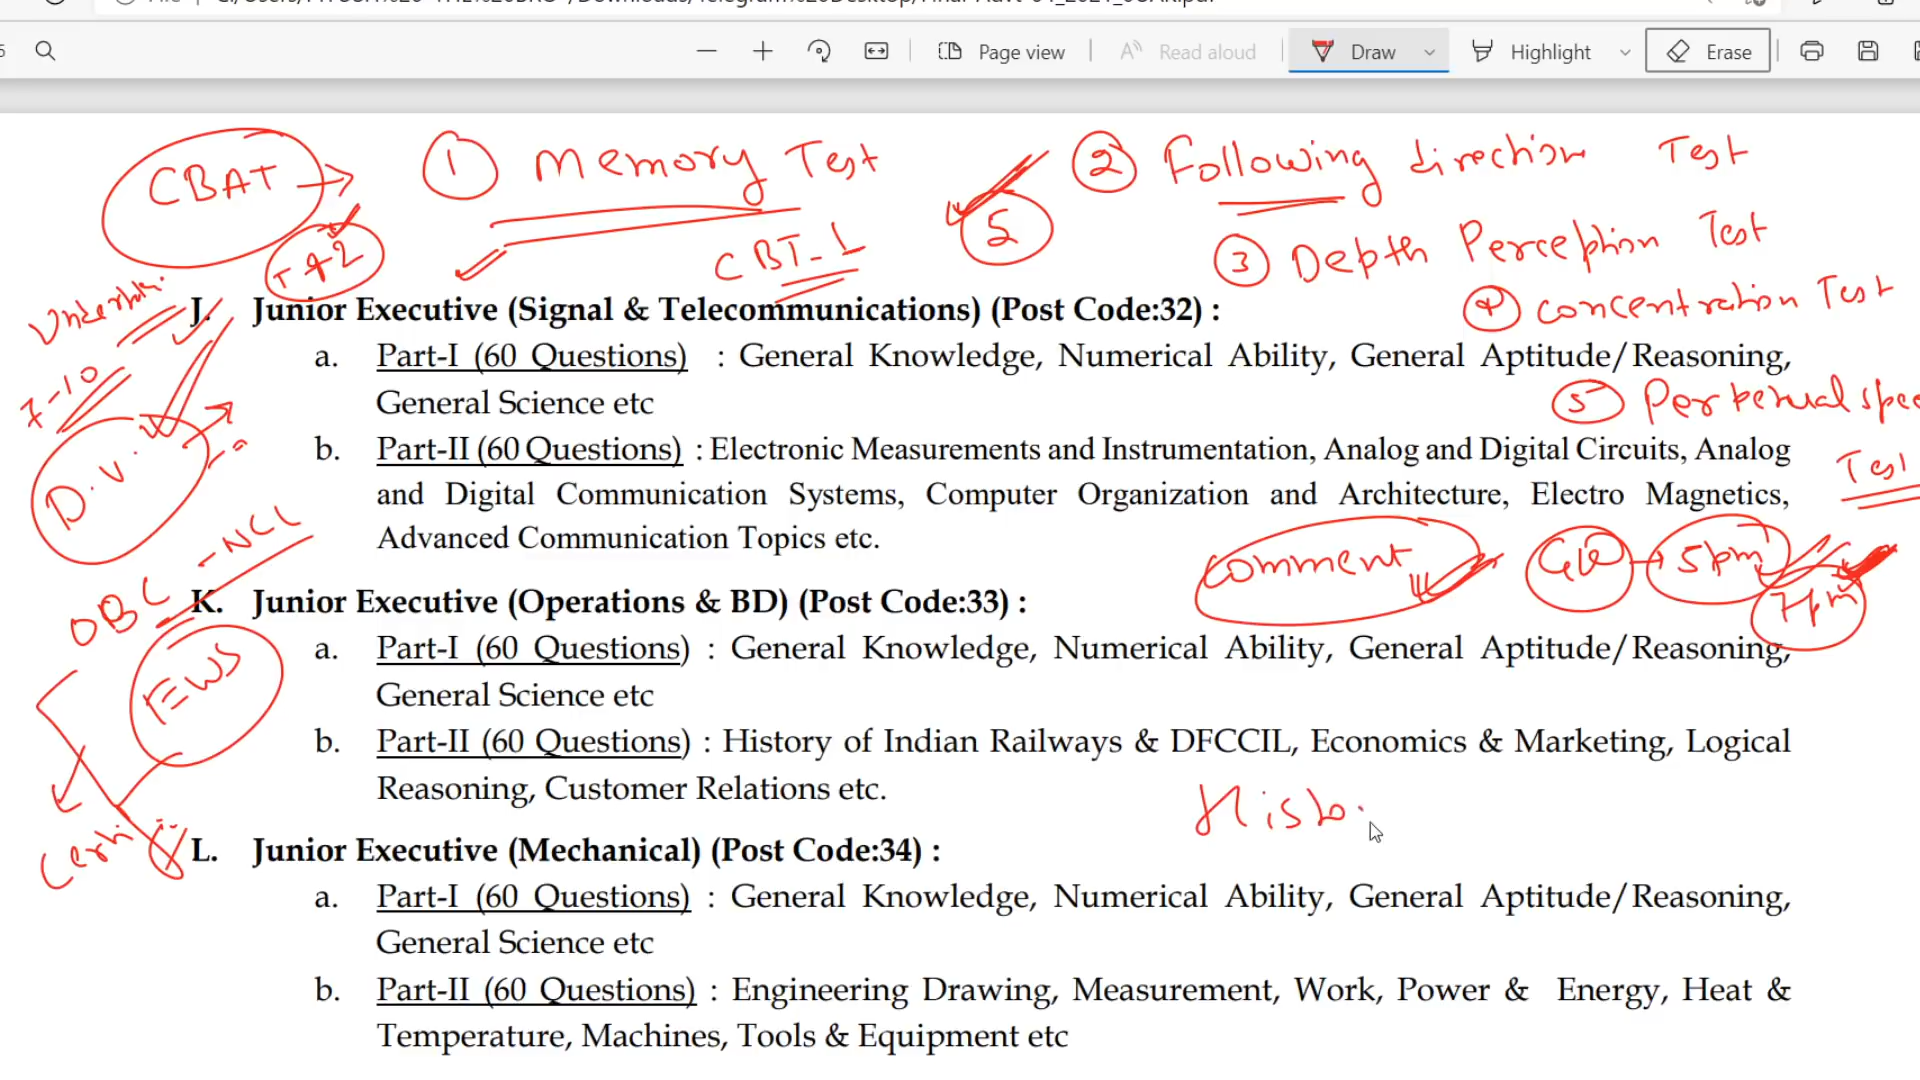 Page view
Read aloud
Draw
Highlight
Erase
CBAT
T A2
1 Memory Test
CBT-1
5
2 Following direction Test
3 Depth Perception Test
4 Concentration Test
J. Junior Executive (Signal & Telecommunications) (Post Code:32) :
a. Part-I (60 Questions) : General Knowledge, Numerical Ability, General Aptitude/Reasoning,
General Science etc
5
Test
7-10
b. Part-II (60 Questions) : Electronic Measurements and Instrumentation, Analog and Digital Circuits, Analog
and Digital Communication Systems, Computer Organization and Architecture, Electro Magnetics,
Advanced Communication Topics etc.
D.V.
OBC -NCL
Comment
5pm
7pm
K. Junior Executive (Operations & BD) (Post Code:33) :
a. Part-I (60 Questions) : General Knowledge, Numerical Ability, General Aptitude/Reasoning,
General Science etc
EWS
b. Part-II (60 Questions) : History of Indian Railways & DFCCIL, Economics & Marketing, Logical
Reasoning, Customer Relations etc.
L. Junior Executive (Mechanical) (Post Code:34) :
a. Part-I (60 Questions) : General Knowledge, Numerical Ability, General Aptitude/Reasoning,
General Science etc
b. Part-II (60 Questions) : Engineering Drawing, Measurement, Work, Power & Energy, Heat &
Temperature, Machines, Tools & Equipment etc